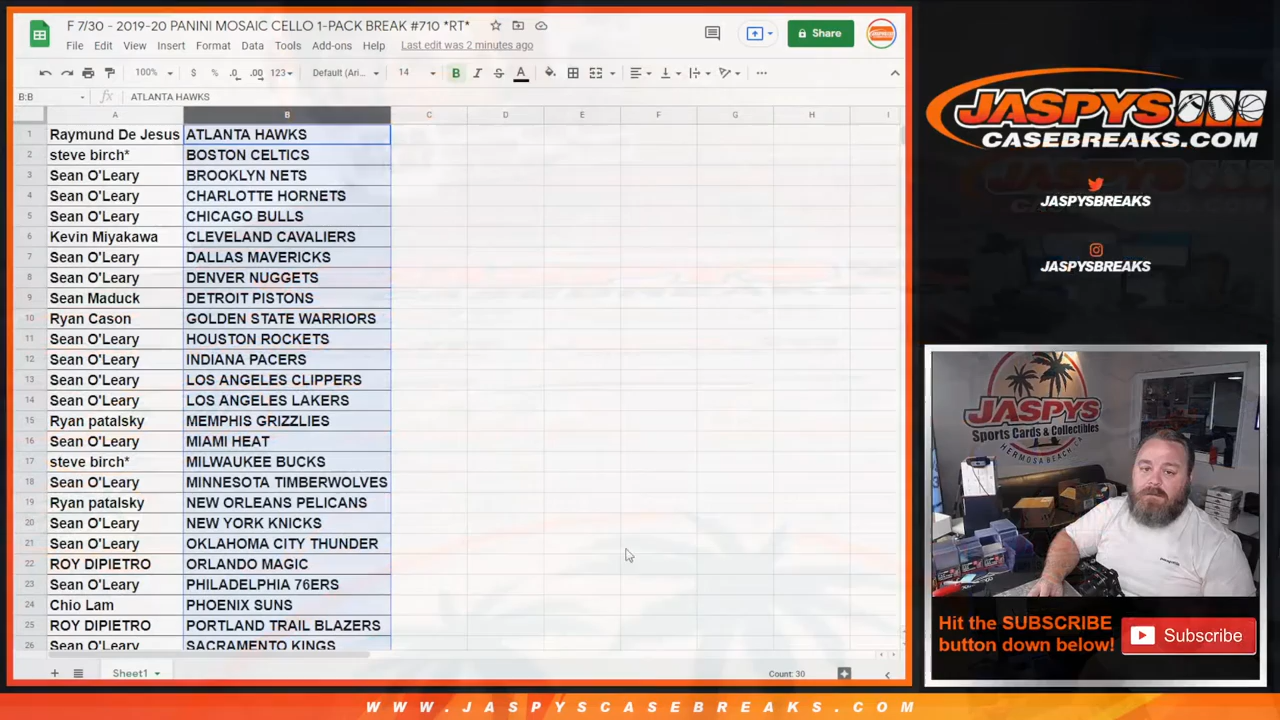 F 7/30 - 2019-20 PANINI MOSAIC CELLO 1-PACK BREAK #710 *RT*
File Edit View Insert Format Data Tools Add-ons Help Last edit was 2 minutes ago
Share
100% $ % .0 .00 123 Default (Ari... 14 B I S A
B:B fx ATLANTA HAWKS
A B C D E F G H I
1 Raymund De Jesus ATLANTA HAWKS
2 steve birch* BOSTON CELTICS
3 Sean O'Leary BROOKLYN NETS
4 Sean O'Leary CHARLOTTE HORNETS
5 Sean O'Leary CHICAGO BULLS
6 Kevin Miyakawa CLEVELAND CAVALIERS
7 Sean O'Leary DALLAS MAVERICKS
8 Sean O'Leary DENVER NUGGETS
9 Sean Maduck DETROIT PISTONS
10 Ryan Cason GOLDEN STATE WARRIORS
11 Sean O'Leary HOUSTON ROCKETS
12 Sean O'Leary INDIANA PACERS
13 Sean O'Leary LOS ANGELES CLIPPERS
14 Sean O'Leary LOS ANGELES LAKERS
15 Ryan patalsky MEMPHIS GRIZZLIES
16 Sean O'Leary MIAMI HEAT
17 steve birch* MILWAUKEE BUCKS
18 Sean O'Leary MINNESOTA TIMBERWOLVES
19 Ryan patalsky NEW ORLEANS PELICANS
20 Sean O'Leary NEW YORK KNICKS
21 Sean O'Leary OKLAHOMA CITY THUNDER
22 ROY DIPIETRO ORLANDO MAGIC
23 Sean O'Leary PHILADELPHIA 76ERS
24 Chio Lam PHOENIX SUNS
25 ROY DIPIETRO PORTLAND TRAIL BLAZERS
26 Sean O'Leary SACRAMENTO KINGS
Sheet1
Count: 30
JASPYS
CASEBREAKS.COM
JASPYSBREAKS
JASPYSBREAKS
JASPYS
Sports Cards & Collectibles
HERMOSA BEACH, CA
Hit the SUBSCRIBE
button down below!
Subscribe
WWW.JASPYSCASEBREAKS.COM